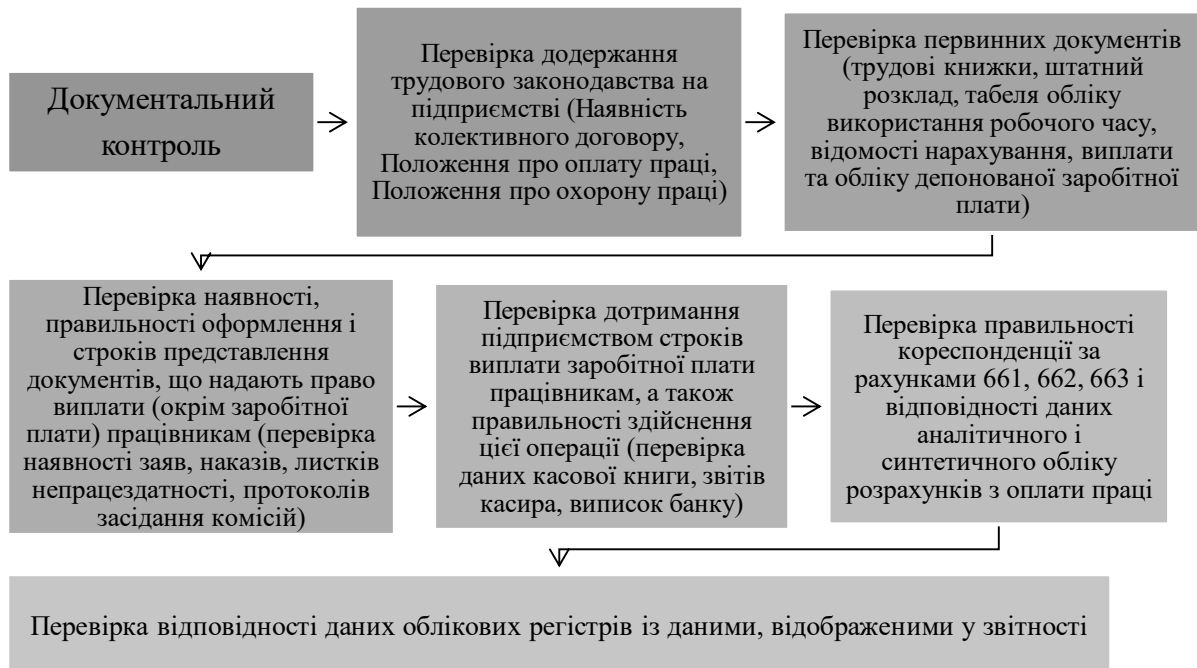 Документальний
контроль
Перевірка додержання
трудового законодавства на
підприємстві (Наявність
колективного договору,
Положення про оплату праці,
Положення про охорону праці)
Перевірка первинних документів
(трудові книжки, штатний
розклад, табеля обліку
використання робочого часу,
відомості нарахування, виплати
та обліку депонованої заробітної
плати)
Перевірка наявності,
правильності оформлення і
строків представлення
документів, що надають право
виплати (окрім заробітної
плати) працівникам (перевірка
наявності заяв, наказів, листків
непрацездатності, протоколів
засідання комісій)
Перевірка дотримання
підприємством строків
виплати заробітної плати
працівникам, а також
правильності здійснення
цієї операції (перевірка
даних касової книги, звітів
касира, виписок банку)
Перевірка правильності
кореспонденції за
рахунками 661, 662, 663 і
відповідності даних
аналітичного і
синтетичного обліку
розрахунків з оплати праці
Перевірка відповідності даних облікових регістрів із даними, відображеними у звітності